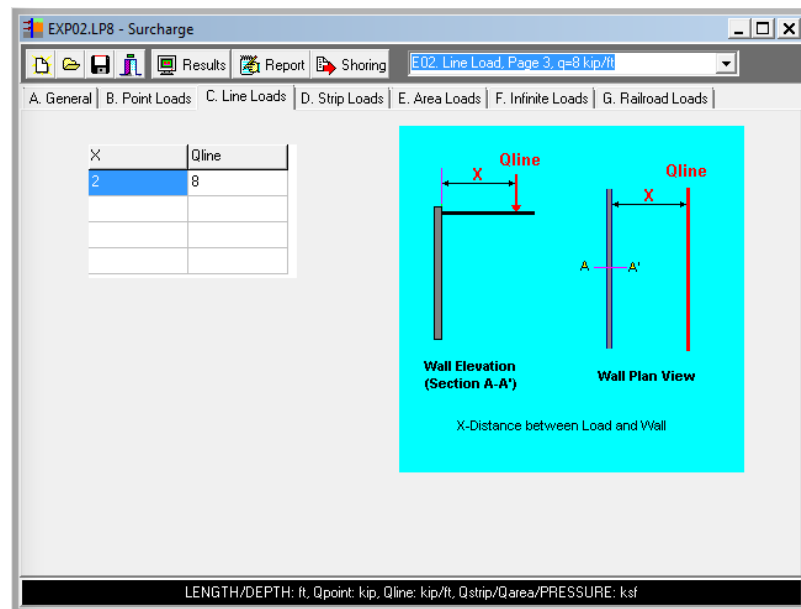 EXP02.LP8 - Surcharge
Results Report Shoring E02. Line Load, Page 3, q=8 kip/ft
A. General B. Point Loads C. Line Loads D. Strip Loads E. Area Loads F. Infinite Loads G. Railroad Loads
X Qline
2 8
Qline
X
Qline
X
A A'
Wall Elevation
(Section A-A')
Wall Plan View
X-Distance between Load and Wall
LENGTH/DEPTH: ft, Qpoint: kip, Qline: kip/ft, Qstrip/Qarea/PRESSURE: ksf